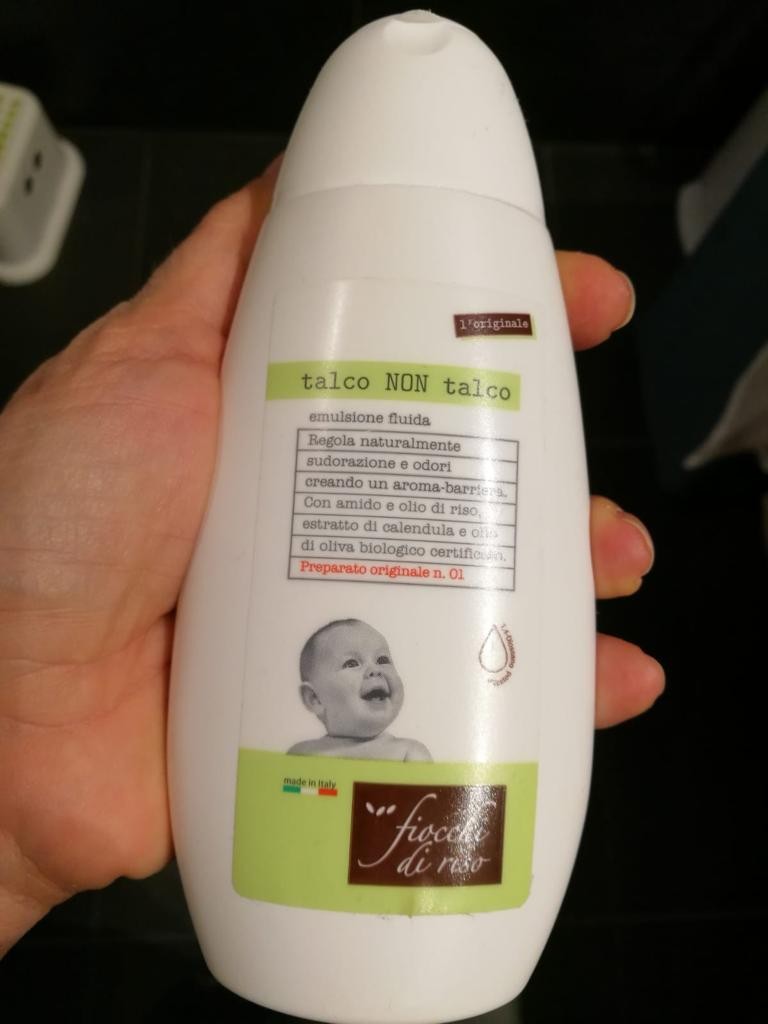 l'originale
talco NON talco
emulsione fluida
Regola naturalmente
sudorazione e odori
creando un aroma-barriera.
Con amido e olio di riso,
estratto di calendula e olio
di oliva biologico certificato.
Preparato originale n. 01
made in Italy
fiocchi
di riso